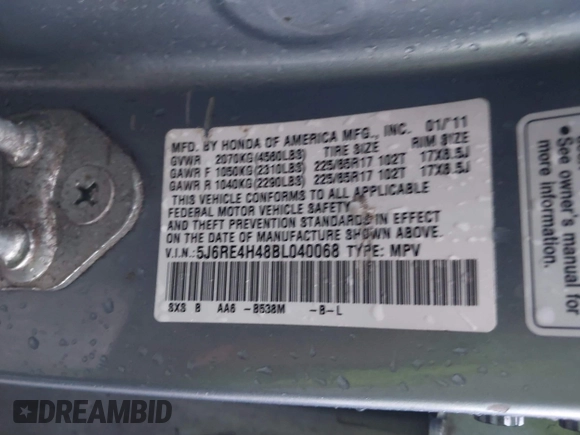 MFD. BY HONDA OF AMERICA MFG., INC. 01/'11
GVWR 2070KG(4560LBS) TIRE SIZE RIM SIZE
GAWR F 1050KG(2310LBS) 225/65R17 102T 17X6.5J
GAWR R 1040KG(2290LBS) 225/65R17 102T 17X6.5J
THIS VEHICLE CONFORMS TO ALL APPLICABLE
FEDERAL MOTOR VEHICLE SAFETY
AND THEFT PREVENTION STANDARDS IN EFFECT
ON THE DATE OF MANUFACTURE SHOWN ABOVE.
V.I.N.: 5J6RE4H48BL040068 TYPE: MPV
SXS B AA6 -B538M -B-L
• See owner's
manual for
more information.
DREAMBID